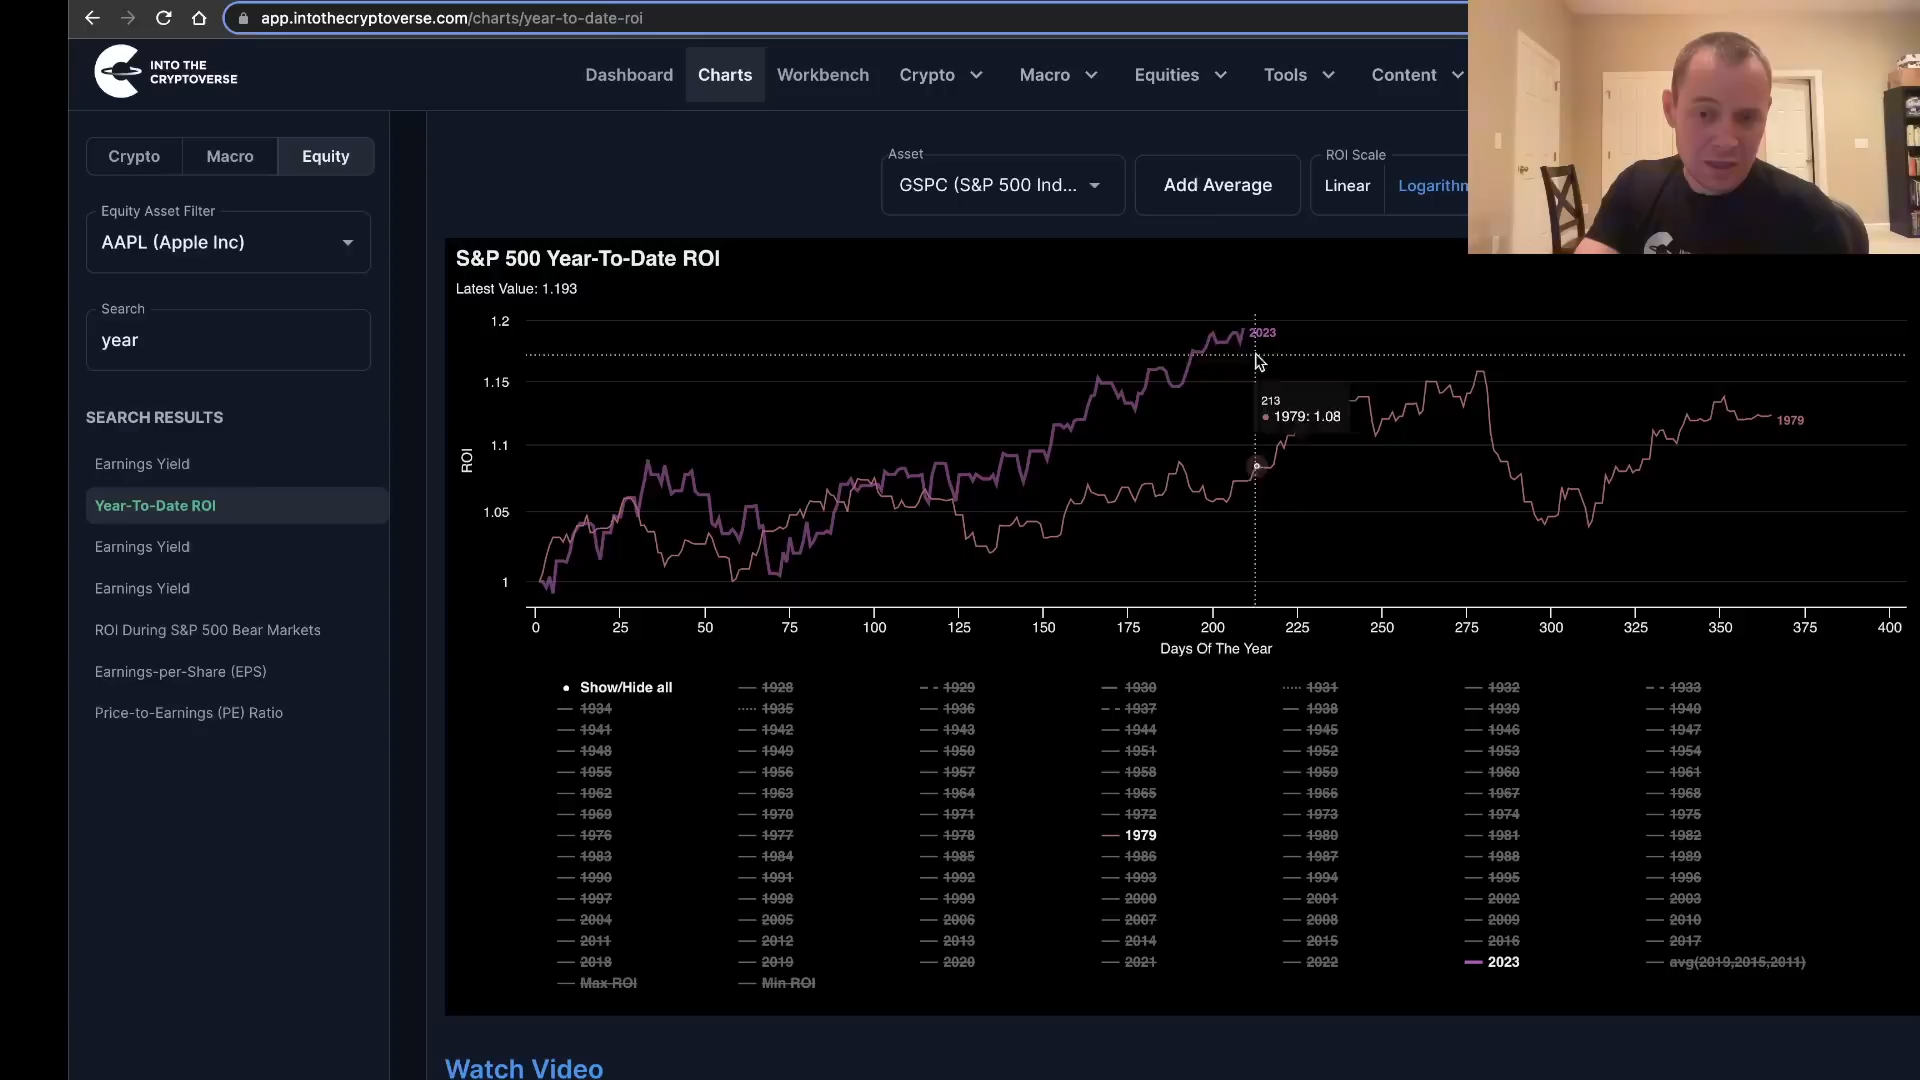 app.intothecryptoverse.com/charts/year-to-date-roi
INTO THE
CRYPTOVERSE
Dashboard Charts Workbench Crypto Macro Equities Tools Content
Crypto Macro Equity
Equity Asset Filter
AAPL (Apple Inc)
Search
year
SEARCH RESULTS
Earnings Yield
Year-To-Date ROI
Earnings Yield
Earnings Yield
ROI During S&P 500 Bear Markets
Earnings-per-Share (EPS)
Price-to-Earnings (PE) Ratio
Asset
GSPC (S&P 500 Ind...
Add Average
ROI Scale
Linear Logarithm
S&P 500 Year-To-Date ROI
Latest Value: 1.193
1.2
1.15
1.1
1.05
1
ROI
2023
213
1979: 1.08
1979
0 25 50 75 100 125 150 175 200 225 250 275 300 325 350 375 400
Days Of The Year
Show/Hide all 1928 1929 1930 1931 1932 1933
1934 1935 1936 1937 1938 1939 1940
1941 1942 1943 1944 1945 1946 1947
1948 1949 1950 1951 1952 1953 1954
1955 1956 1957 1958 1959 1960 1961
1962 1963 1964 1965 1966 1967 1968
1969 1970 1971 1972 1973 1974 1975
1976 1977 1978 1979 1980 1981 1982
1983 1984 1985 1986 1987 1988 1989
1990 1991 1992 1993 1994 1995 1996
1997 1998 1999 2000 2001 2002 2003
2004 2005 2006 2007 2008 2009 2010
2011 2012 2013 2014 2015 2016 2017
2018 2019 2020 2021 2022 2023 avg(2019,2015,2011)
Max ROI Min ROI
Watch Video